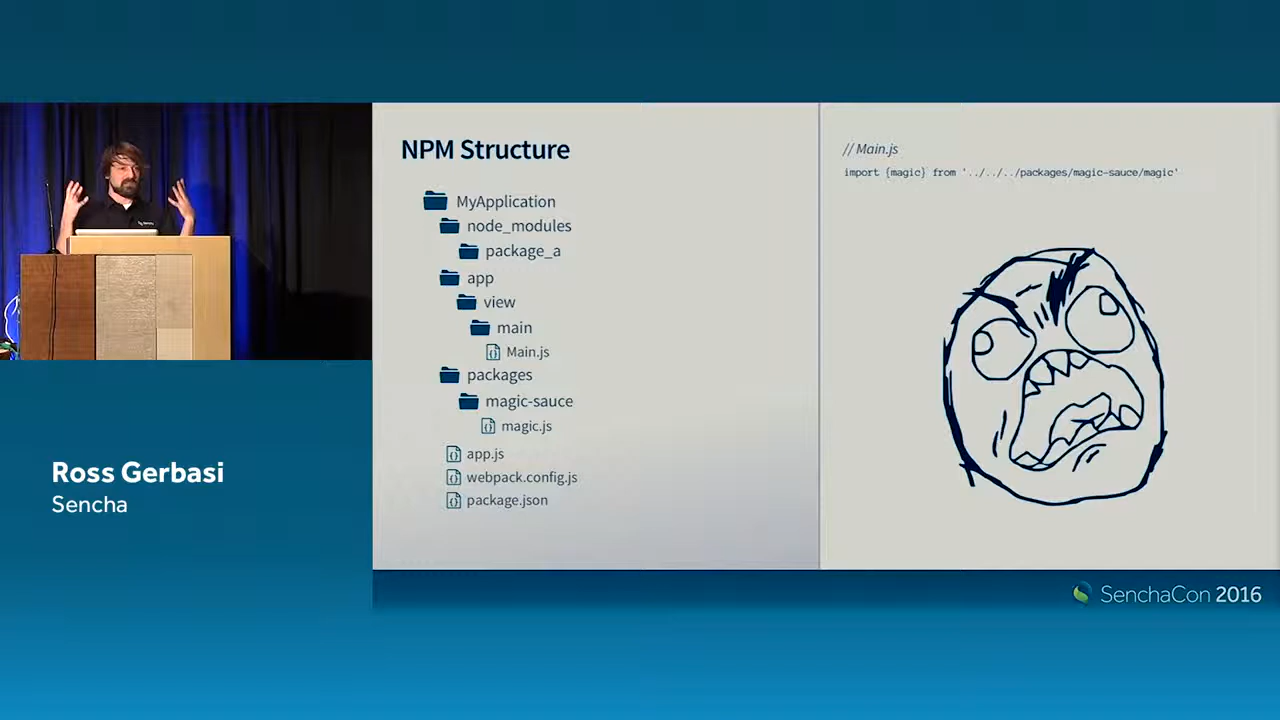 NPM Structure
MyApplication
node_modules
package_a
app
view
main
Main.js
packages
magic-sauce
magic.js
app.js
webpack.config.js
package.json
// Main.js
import {magic} from '../../../packages/magic-sauce/magic'
Ross Gerbasi
Sencha
SenchaCon 2016